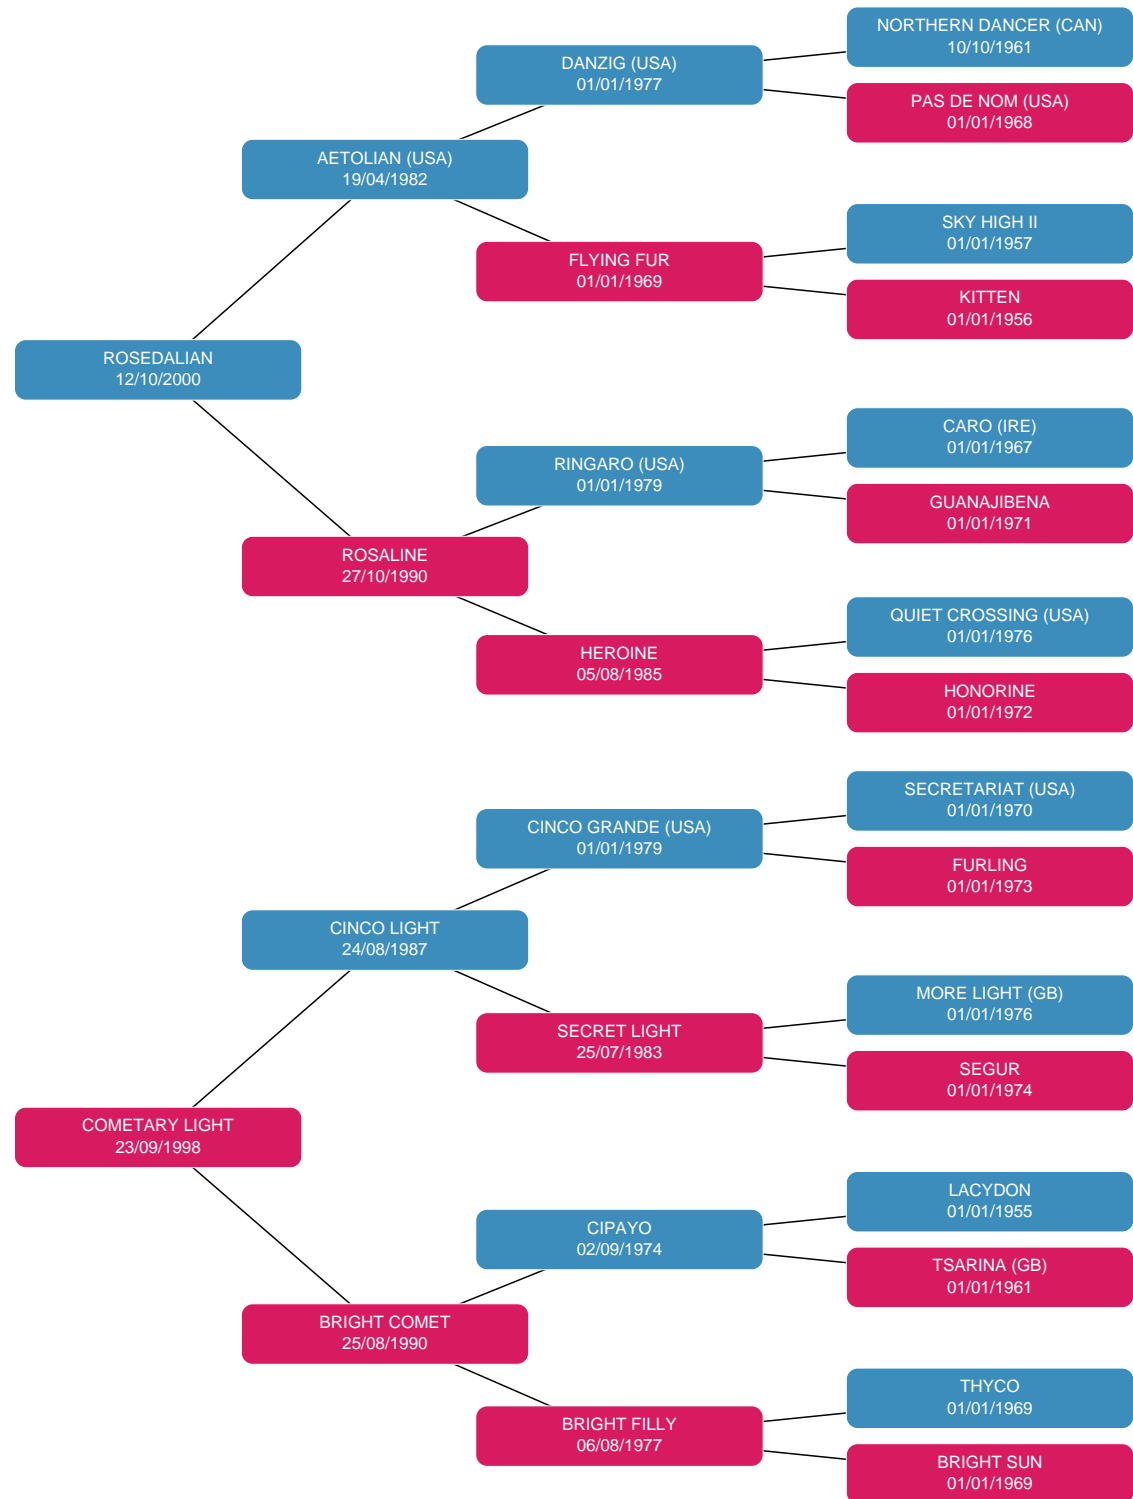 NORTHERN DANCER (CAN)
10/10/1961
DANZIG (USA)
01/01/1977
PAS DE NOM (USA)
01/01/1968
AETOLIAN (USA)
19/04/1982
SKY HIGH II
01/01/1957
FLYING FUR
01/01/1969
KITTEN
01/01/1956
ROSEDALIAN
12/10/2000
CARO (IRE)
01/01/1967
RINGARO (USA)
01/01/1979
GUANAJIBENA
01/01/1971
ROSALINE
27/10/1990
QUIET CROSSING (USA)
01/01/1976
HEROINE
05/08/1985
HONORINE
01/01/1972
SECRETARIAT (USA)
01/01/1970
CINCO GRANDE (USA)
01/01/1979
FURLING
01/01/1973
CINCO LIGHT
24/08/1987
MORE LIGHT (GB)
01/01/1976
SECRET LIGHT
25/07/1983
SEGUR
01/01/1974
COMETARY LIGHT
23/09/1998
LACYDON
01/01/1955
CIPAYO
02/09/1974
TSARINA (GB)
01/01/1961
BRIGHT COMET
25/08/1990
THYCO
01/01/1969
BRIGHT FILLY
06/08/1977
BRIGHT SUN
01/01/1969